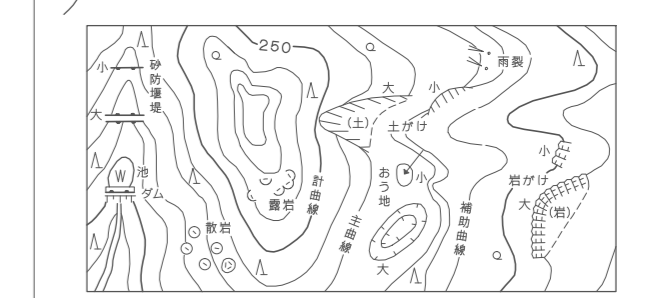 250
雨裂
小
砂防堰堤
大
小
大
(土)
土がけ
小
W
池
ダム
おう地
小
岩がけ
大
(岩)
露岩
計曲線
散岩
主曲線
補助曲線
大